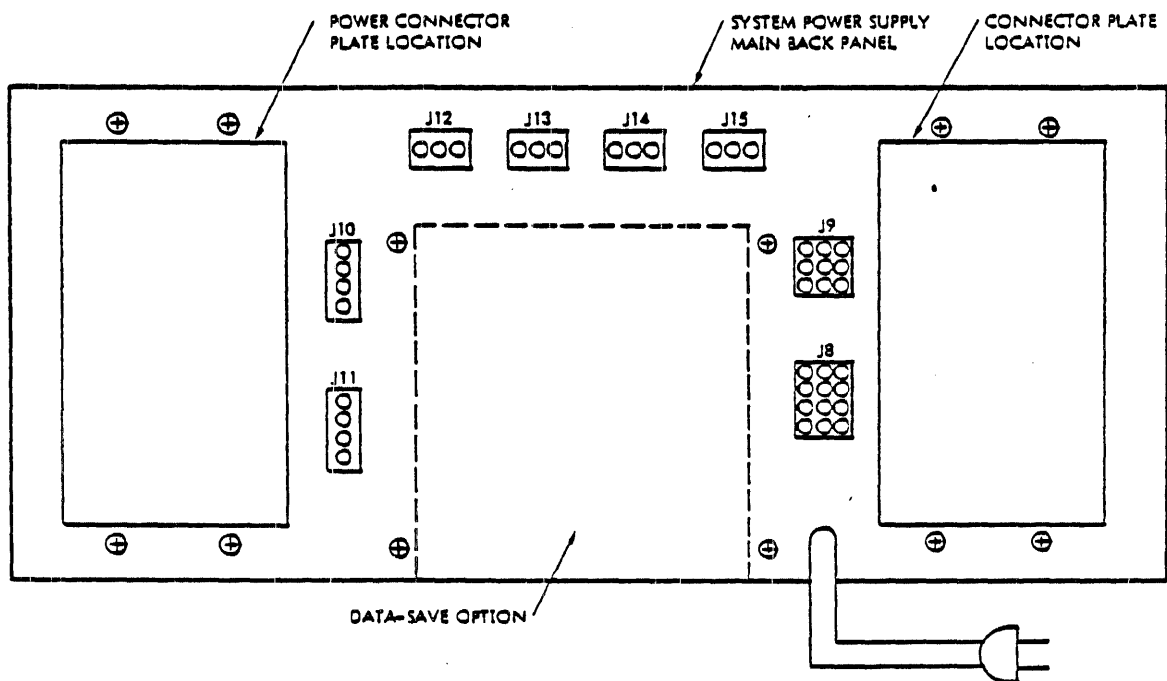 POWER CONNECTOR
PLATE LOCATION
SYSTEM POWER SUPPLY
MAIN BACK PANEL
CONNECTOR PLATE
LOCATION
J12 J13 J14 J15
J10
J9
J11
J8
DATA-SAVE OPTION